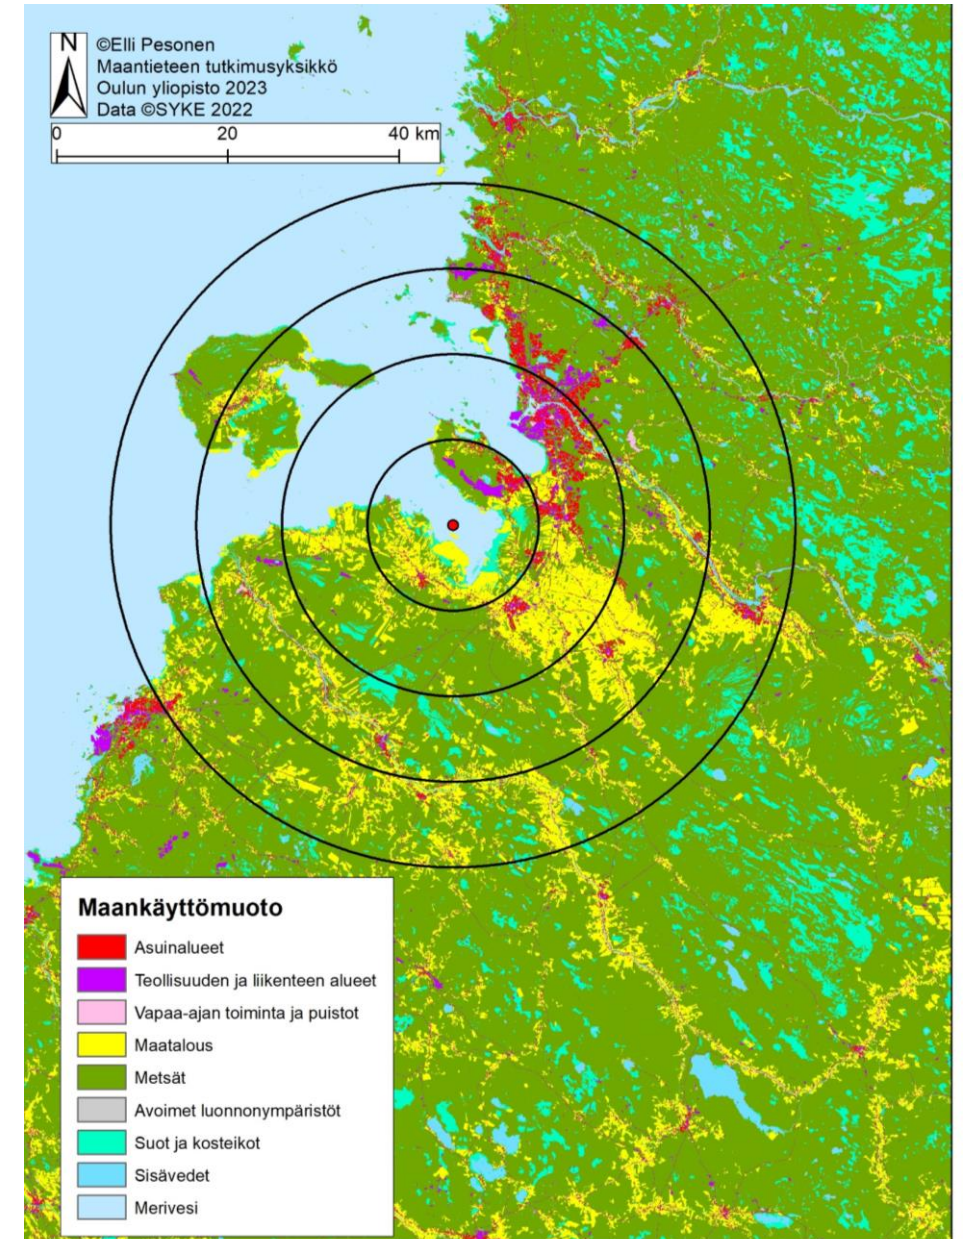 N
©Elli Pesonen
Maantieteen tutkimusyksikkö
Oulun yliopisto 2023
Data ©SYKE 2022
0 20 40 km
Maankäyttömuoto
Asuinalueet
Teollisuuden ja liikenteen alueet
Vapaa-ajan toiminta ja puistot
Maatalous
Metsät
Avoimet luonnonympäristöt
Suot ja kosteikot
Sisävedet
Merivesi